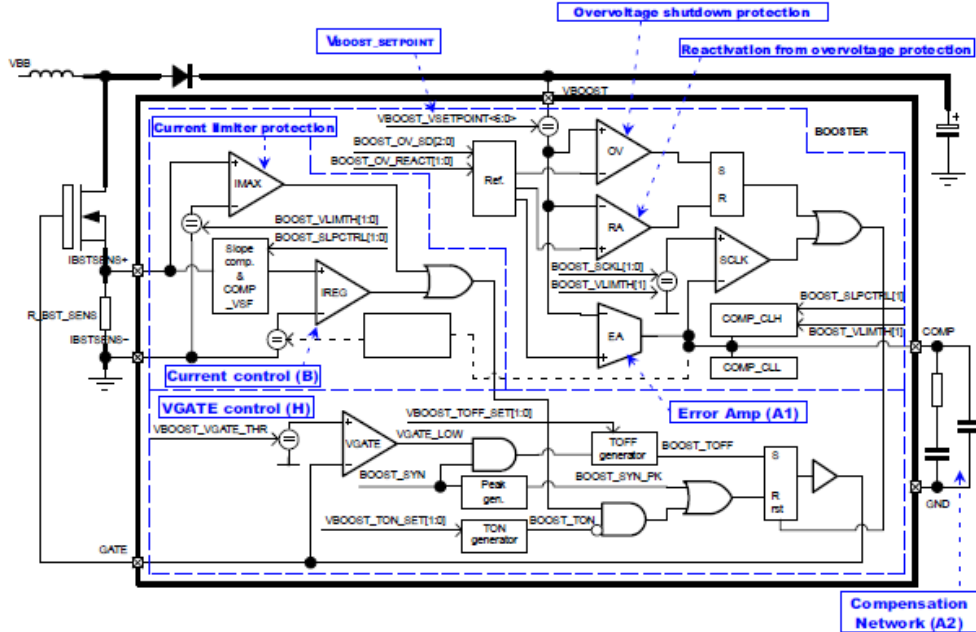 Overvoltage shutdown protection
VBOOST_SETPOINT
Reactivation from overvoltage protection
VBB
VBOOST
VBOOST_VSETPOINT<6:0>
BOOSTER
Current limiter protection
BOOST_OV_SD[2:0]
BOOST_OV_REACT[1:0]
OV
S
R
Ref.
IMAX
BOOST_VLIMTH[1:0]
BOOST_SLPCTRL[1:0]
RA
SCLK
IBSTSENS+
Slope
comp.
&
COMP
_VSF
IREG
BOOST_SCKL[1:0]
BOOST_VLIMTH[1]
BOOST_SLPCTRL[1]
R_BST_SENS
EA
COMP_CLH
BOOST_VLIMTH[1]
COMP
IBSTSENS-
COMP_CLL
Current control (B)
VGATE control (H)
Error Amp (A1)
VBOOST_TOFF_SET[1:0]
VBOOST_VGATE_THR
VGATE
VGATE_LOW
TOFF
generator
BOOST_TOFF
S
R
rst
BOOST_SYN
Peak
gen.
BOOST_SYN_PK
GND
VBOOST_TON_SET[1:0]
TON
generator
BOOST_TON
GATE
Compensation
Network (A2)